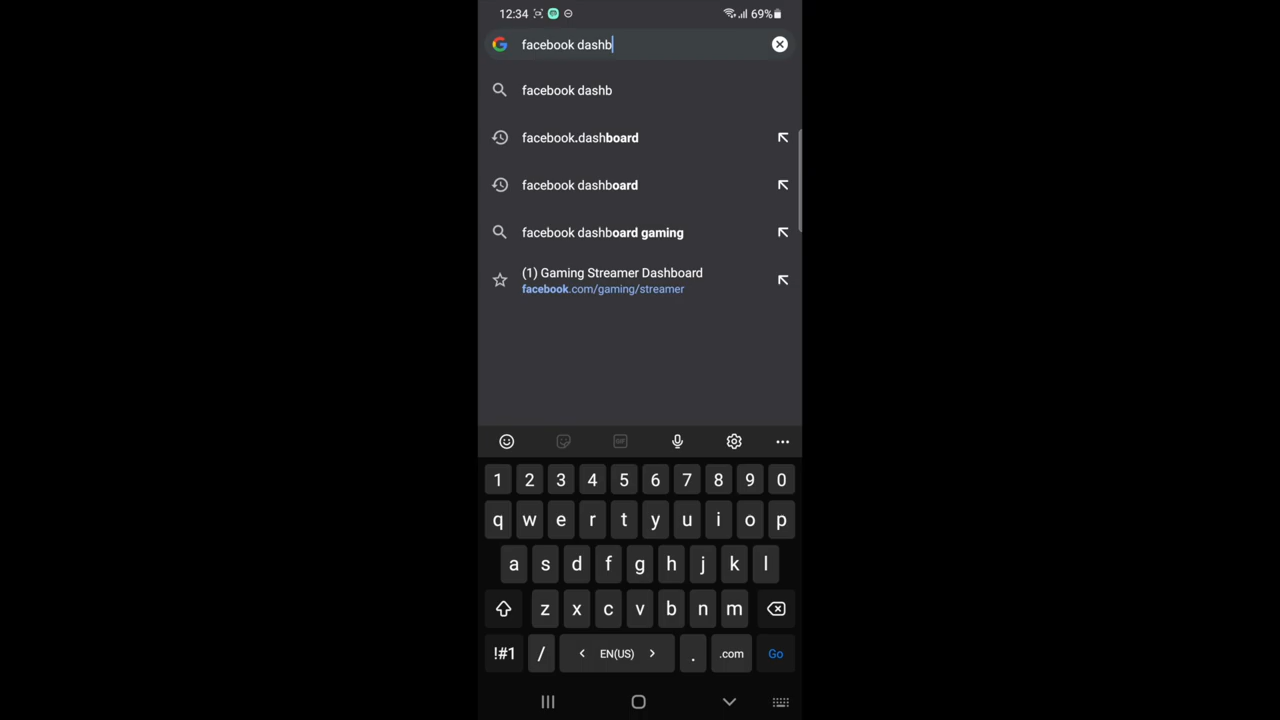 12:34 69%
facebook dashb
facebook dashb
facebook.dashboard
facebook dashboard
facebook dashboard gaming
(1) Gaming Streamer Dashboard
facebook.com/gaming/streamer
GIF
1 2 3 4 5 6 7 8 9 0
q w e r t y u i o p
a s d f g h j k l
z x c v b n m
!#1 / < EN(US) > . .com Go